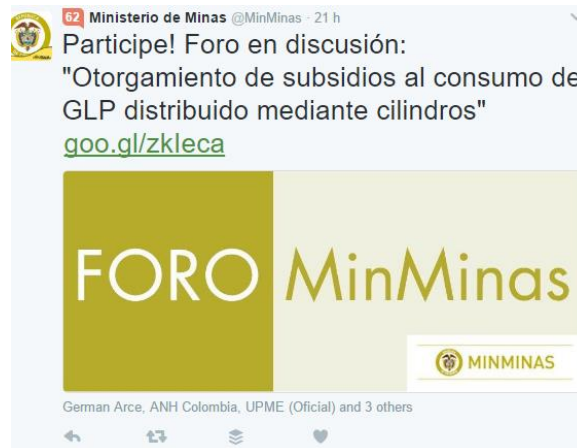 62 Ministerio de Minas @MinMinas · 21 h
Participe! Foro en discusión:
"Otorgamiento de subsidios al consumo de
GLP distribuido mediante cilindros"
goo.gl/zkIeca
FORO MinMinas
MINMINAS
German Arce, ANH Colombia, UPME (Oficial) and 3 others